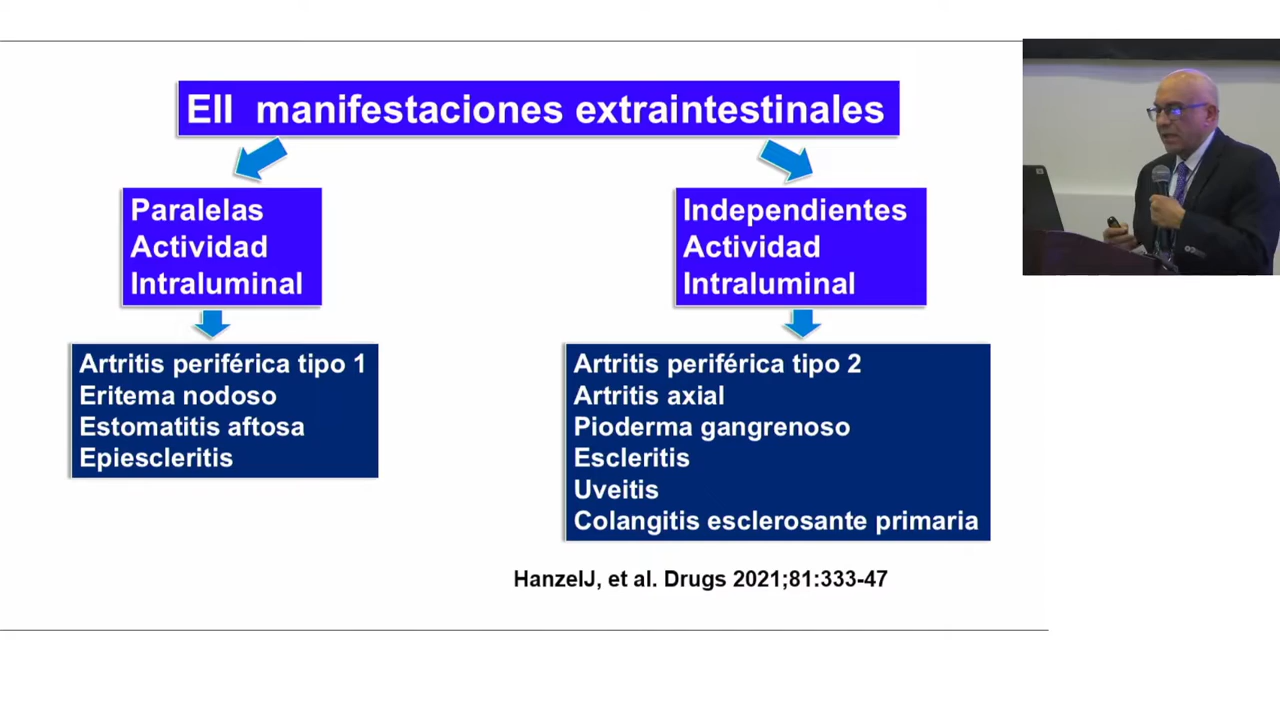 EII manifestaciones extraintestinales
Paralelas
Actividad
Intraluminal
Independientes
Actividad
Intraluminal
Artritis periférica tipo 1
Eritema nodoso
Estomatitis aftosa
Epiescleritis
Artritis periférica tipo 2
Artritis axial
Pioderma gangrenoso
Escleritis
Uveitis
Colangitis esclerosante primaria
HanzelJ, et al. Drugs 2021;81:333-47